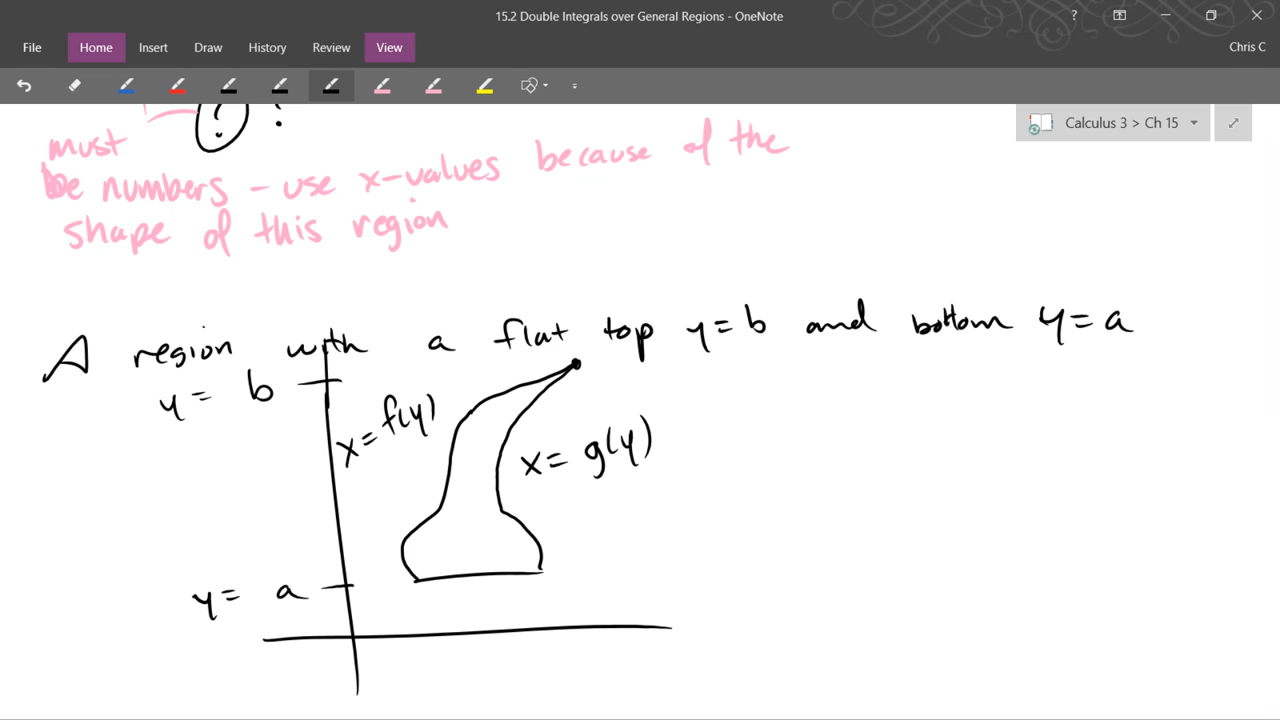 15.2 Double Integrals over General Regions - OneNote
?
File
Home
Insert
Draw
History
Review
View
Chris C
Calculus 3 > Ch 15
? ?
must
be numbers - use x-values because of the
shape of this region
A region with a flat top y=b and bottom y=a
y= b
x= f(y)
x= g(y)
y= a